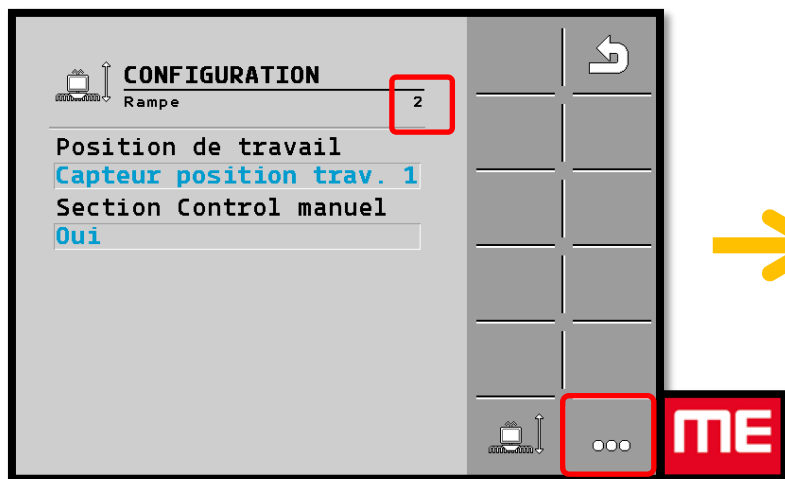 CONFIGURATION
Rampe 2
Position de travail
Capteur position trav. 1
Section Control manuel
Oui
ME